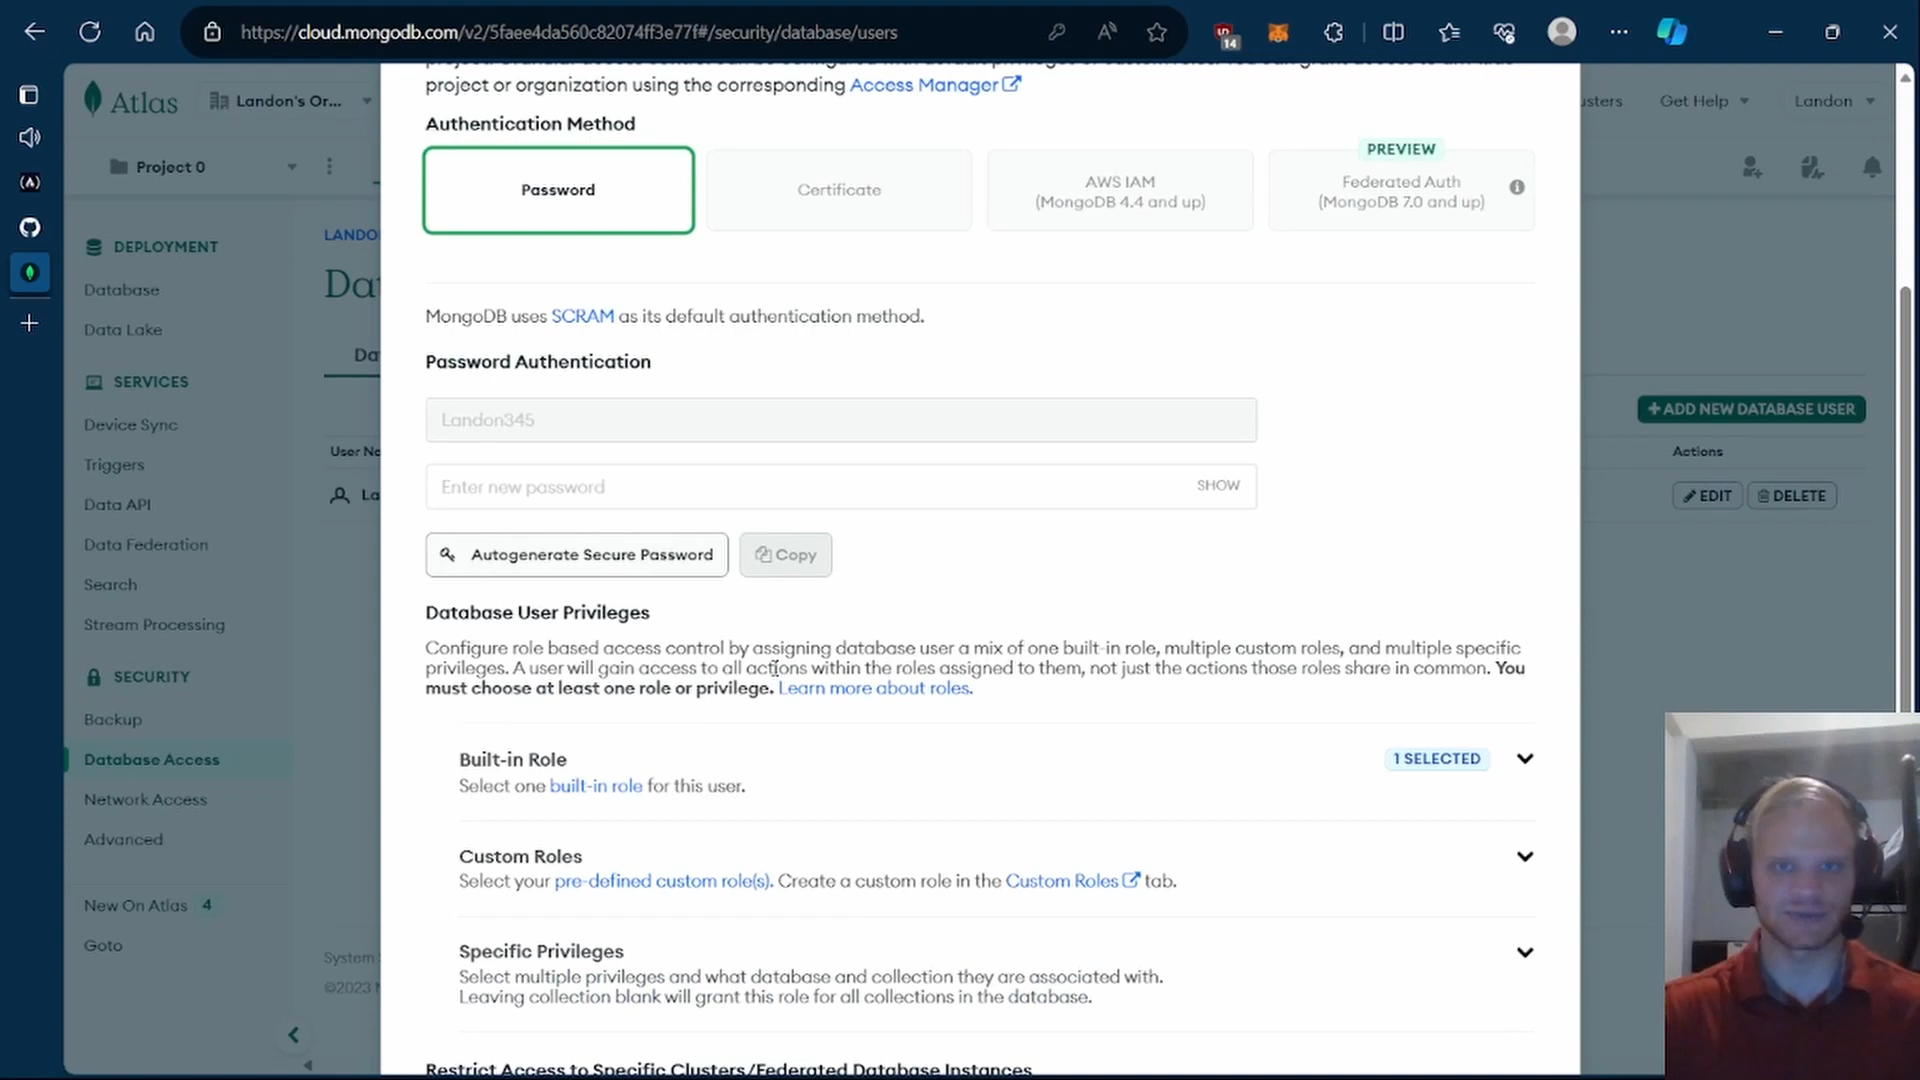 https://cloud.mongodb.com/v2/5faee4da560c82074ff3e77f#/security/database/users
14
Atlas
Landon's Or...
usters
Get Help
Landon
Project 0
project or organization using the corresponding Access Manager
Authentication Method
Password
Certificate
AWS IAM
(MongoDB 4.4 and up)
PREVIEW
Federated Auth
(MongoDB 7.0 and up)
DEPLOYMENT
Database
Data Lake
SERVICES
Device Sync
Triggers
Data API
Data Federation
Search
Stream Processing
SECURITY
Backup
Database Access
Network Access
Advanced
New On Atlas 4
Goto
LANDO
Da
User Na
La
System
©2023
MongoDB uses SCRAM as its default authentication method.
Password Authentication
Landon345
Enter new password
SHOW
Autogenerate Secure Password
Copy
Database User Privileges
Configure role based access control by assigning database user a mix of one built-in role, multiple custom roles, and multiple specific
privileges. A user will gain access to all actions within the roles assigned to them, not just the actions those roles share in common. You
must choose at least one role or privilege. Learn more about roles.
Built-in Role
1 SELECTED
Select one built-in role for this user.
Custom Roles
Select your pre-defined custom role(s). Create a custom role in the Custom Roles tab.
Specific Privileges
Select multiple privileges and what database and collection they are associated with.
Leaving collection blank will grant this role for all collections in the database.
Restrict Access to Specific Clusters/Federated Database Instances
+ ADD NEW DATABASE USER
Actions
EDIT
DELETE